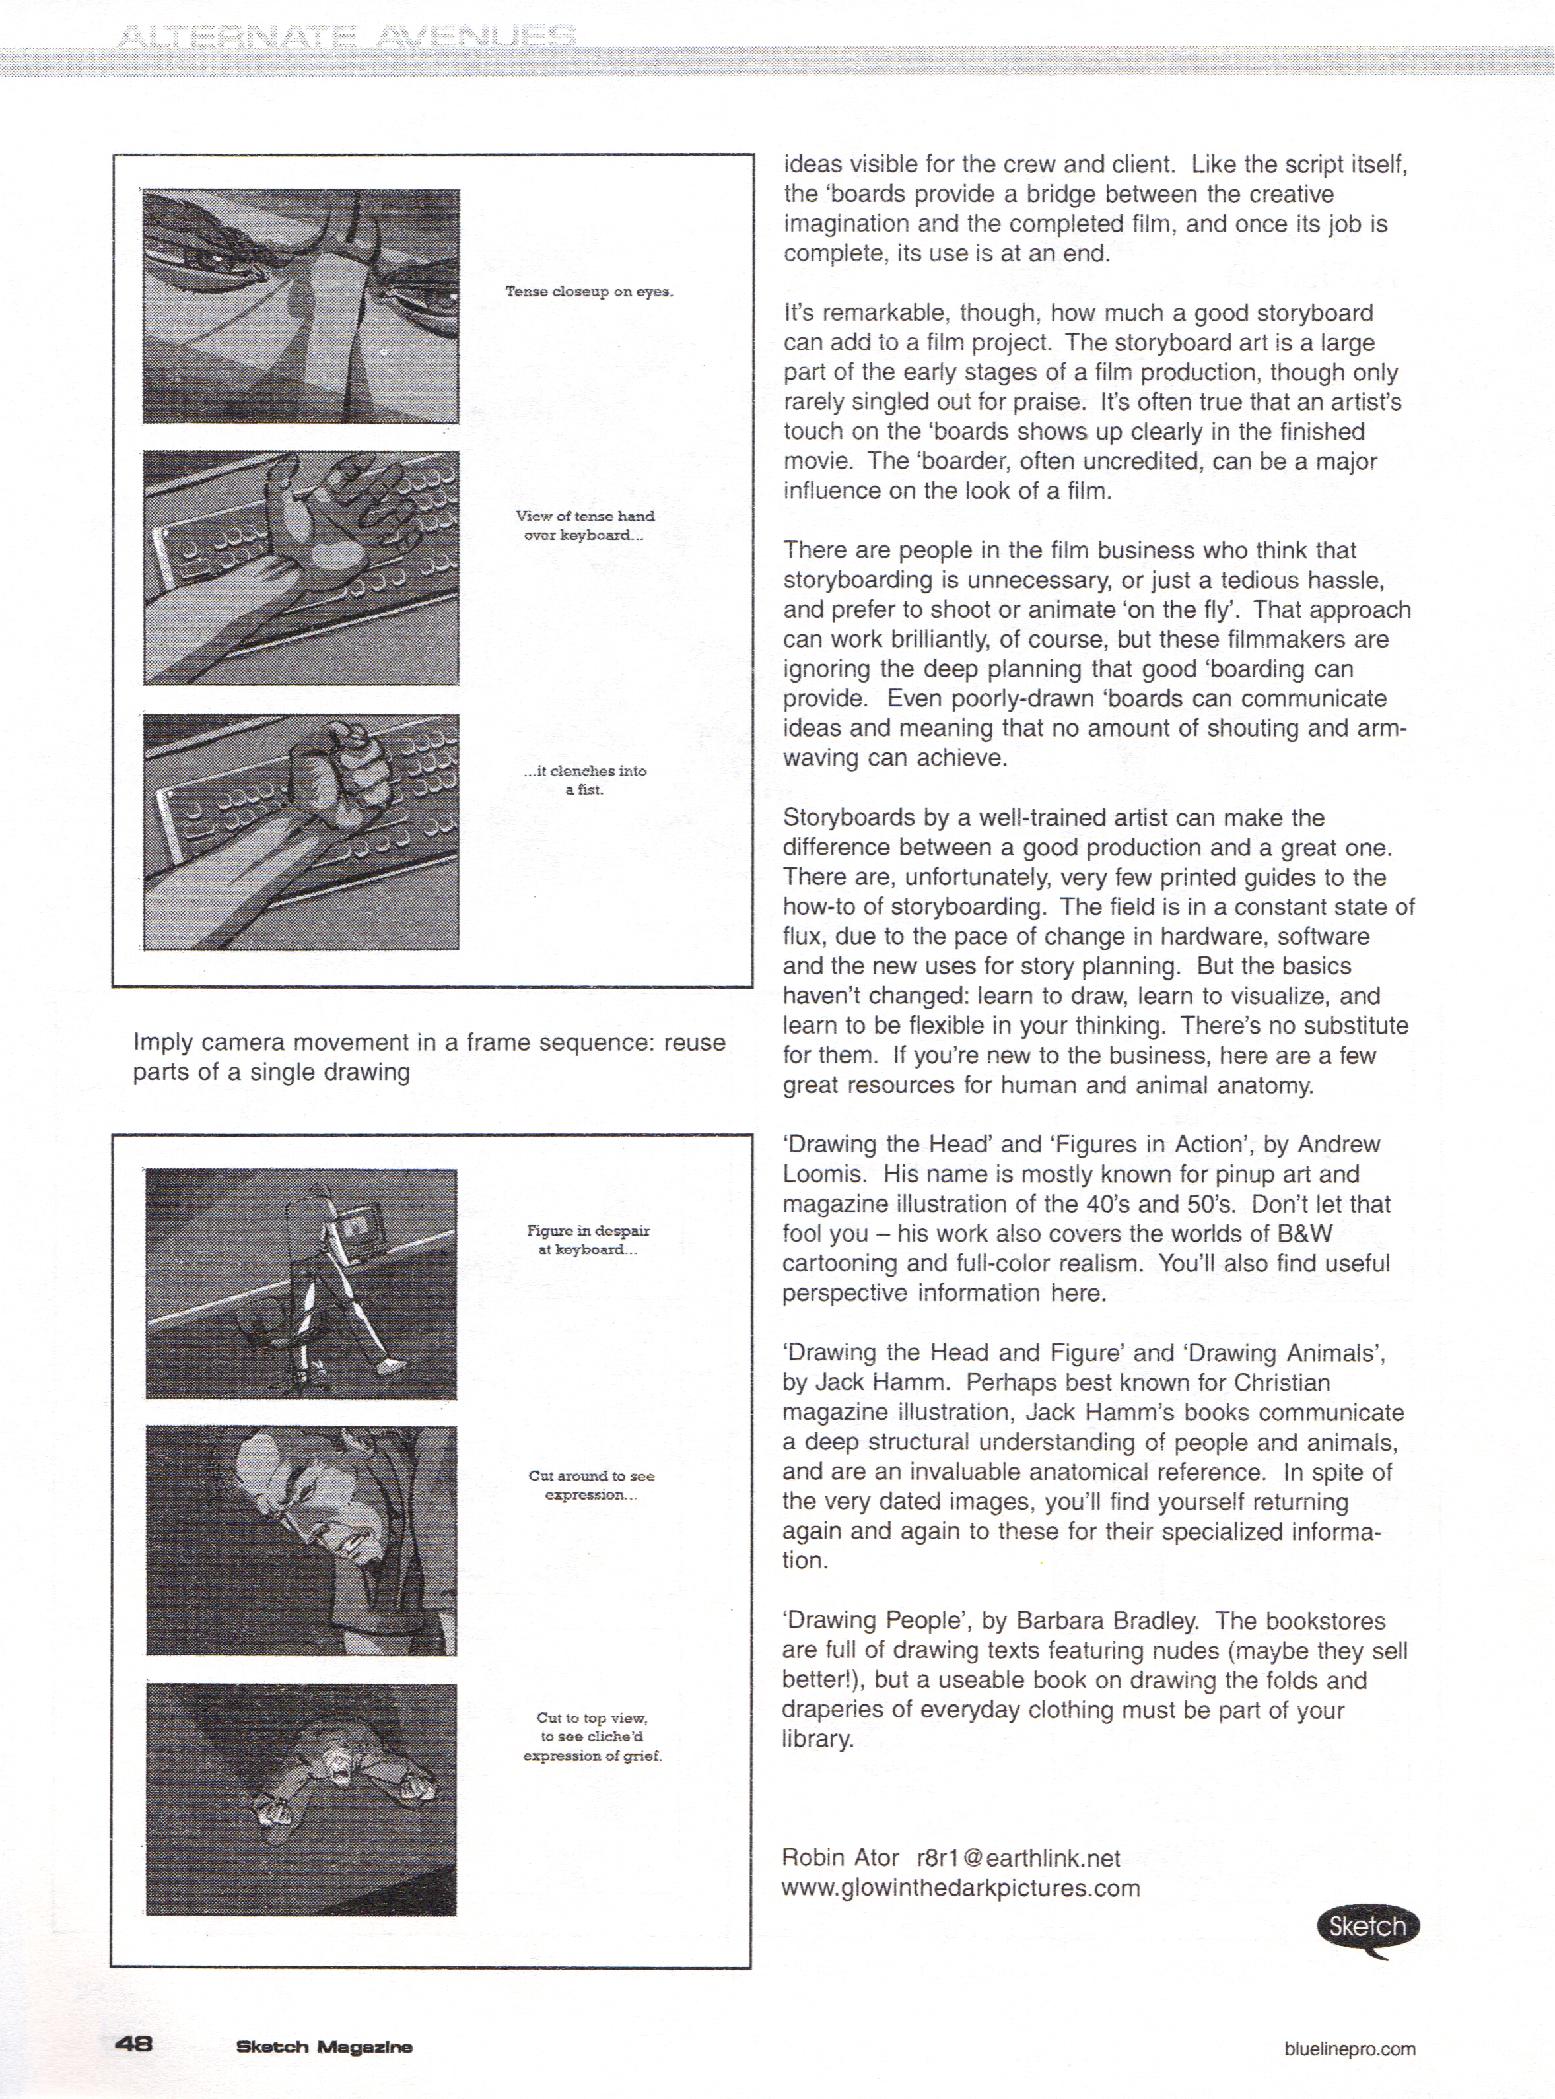 ALTERNATE AVENUES
Tense closeup on eyes.
View of tense hand
over keyboard...
...it clenches into
a fist.
Imply camera movement in a frame sequence: reuse
parts of a single drawing
Figure in despair
at keyboard...
Cut around to see
expression...
Cut to top view,
to see cliche'd
expression of grief.
ideas visible for the crew and client.  Like the script itself,
the ‘boards provide a bridge between the creative
imagination and the completed film, and once its job is
complete, its use is at an end.
It’s remarkable, though, how much a good storyboard
can add to a film project.  The storyboard art is a large
part of the early stages of a film production, though only
rarely singled out for praise.  It’s often true that an artist’s
touch on the ‘boards shows up clearly in the finished
movie.  The ‘boarder, often uncredited, can be a major
influence on the look of a film.
There are people in the film business who think that
storyboarding is unnecessary, or just a tedious hassle,
and prefer to shoot or animate ‘on the fly’.  That approach
can work brilliantly, of course, but these filmmakers are
ignoring the deep planning that good ‘boarding can
provide.  Even poorly-drawn ‘boards can communicate
ideas and meaning that no amount of shouting and arm-
waving can achieve.
Storyboards by a well-trained artist can make the
difference between a good production and a great one.
There are, unfortunately, very few printed guides to the
how-to of storyboarding.  The field is in a constant state of
flux, due to the pace of change in hardware, software
and the new uses for story planning.  But the basics
haven’t changed: learn to draw, learn to visualize, and
learn to be flexible in your thinking.  There’s no substitute
for them.  If you’re new to the business, here are a few
great resources for human and animal anatomy.
‘Drawing the Head’ and ‘Figures in Action’, by Andrew
Loomis.  His name is mostly known for pinup art and
magazine illustration of the 40’s and 50’s.  Don’t let that
fool you – his work also covers the worlds of B&W
cartooning and full-color realism.  You’ll also find useful
perspective information here.
‘Drawing the Head and Figure’ and ‘Drawing Animals’,
by Jack Hamm.  Perhaps best known for Christian
magazine illustration, Jack Hamm’s books communicate
a deep structural understanding of people and animals,
and are an invaluable anatomical reference.  In spite of
the very dated images, you’ll find yourself returning
again and again to these for their specialized informa-
tion.
‘Drawing People’, by Barbara Bradley.  The bookstores
are full of drawing texts featuring nudes (maybe they sell
better!), but a useable book on drawing the folds and
draperies of everyday clothing must be part of your
library.
Robin Ator  r8r1@earthlink.net
www.glowinthedarkpictures.com
Sketch
48 Sketch Magazine
bluelinepro.com